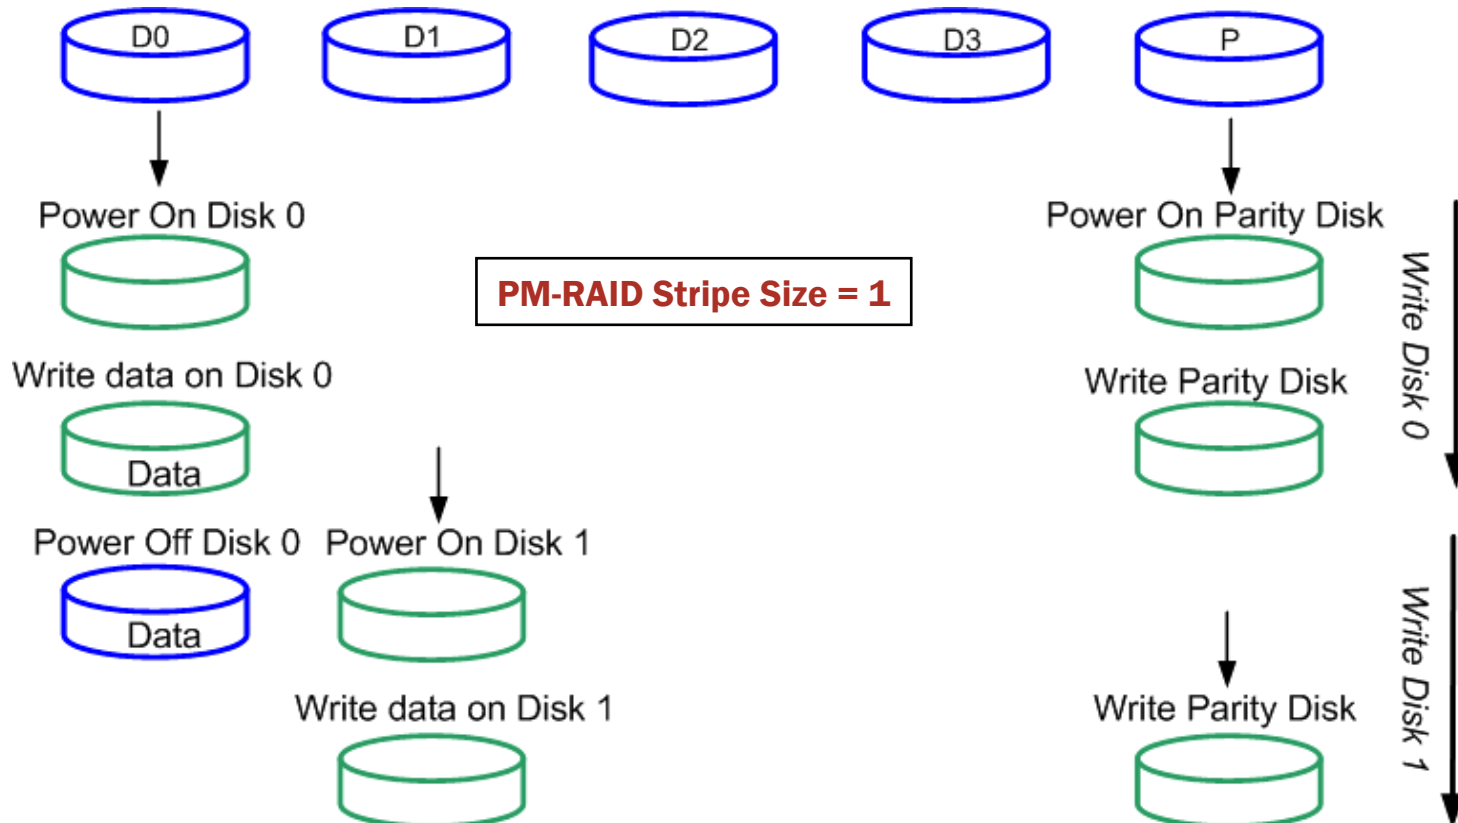 D0
D1
D2
D3
P
Power On Disk 0
Power On Parity Disk
PM-RAID Stripe Size = 1
Write Disk 0
Write data on Disk 0
Write Parity Disk
Data
Power Off Disk 0
Power On Disk 1
Data
Write Disk 1
Write data on Disk 1
Write Parity Disk